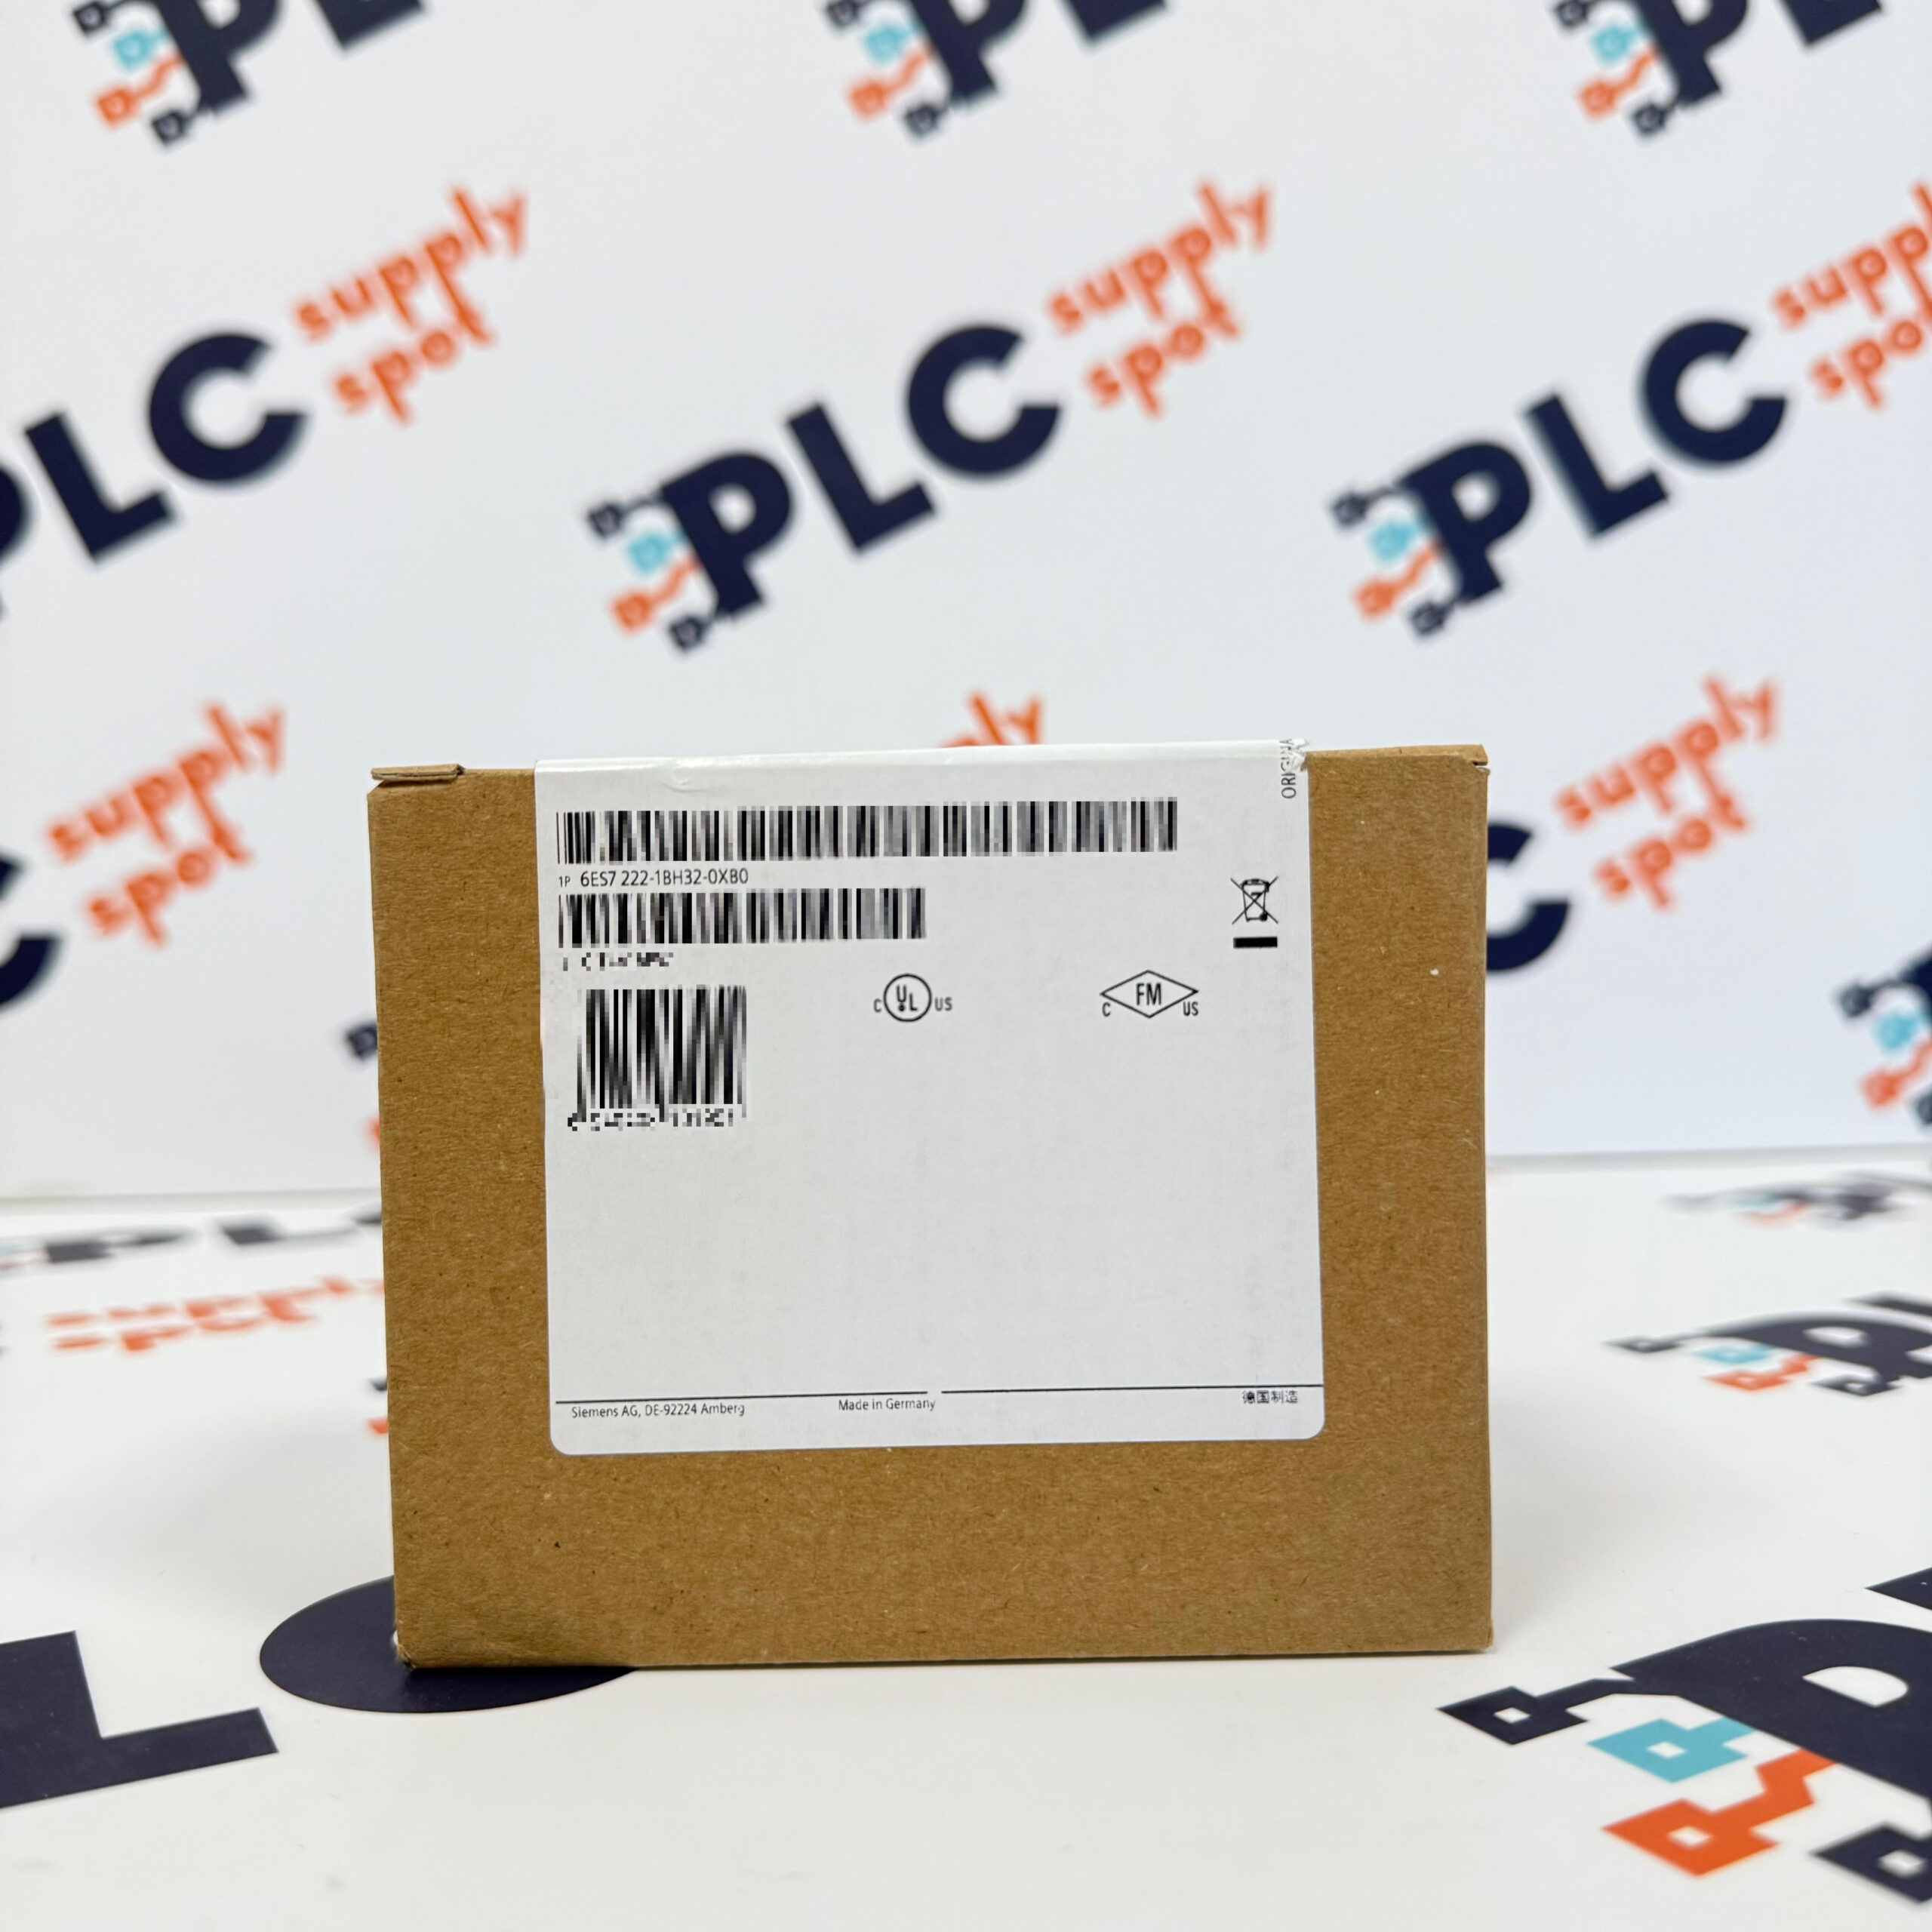 PLC
supply
spot
PLC
supply
spot
PLC
supply
spot
supply
spot
supply
spot
1P 6ES7 222-1BH32-0XB0
C UL US
C FM US
Siemens AG, DE-92224 Amberg Made in Germany 德国制造